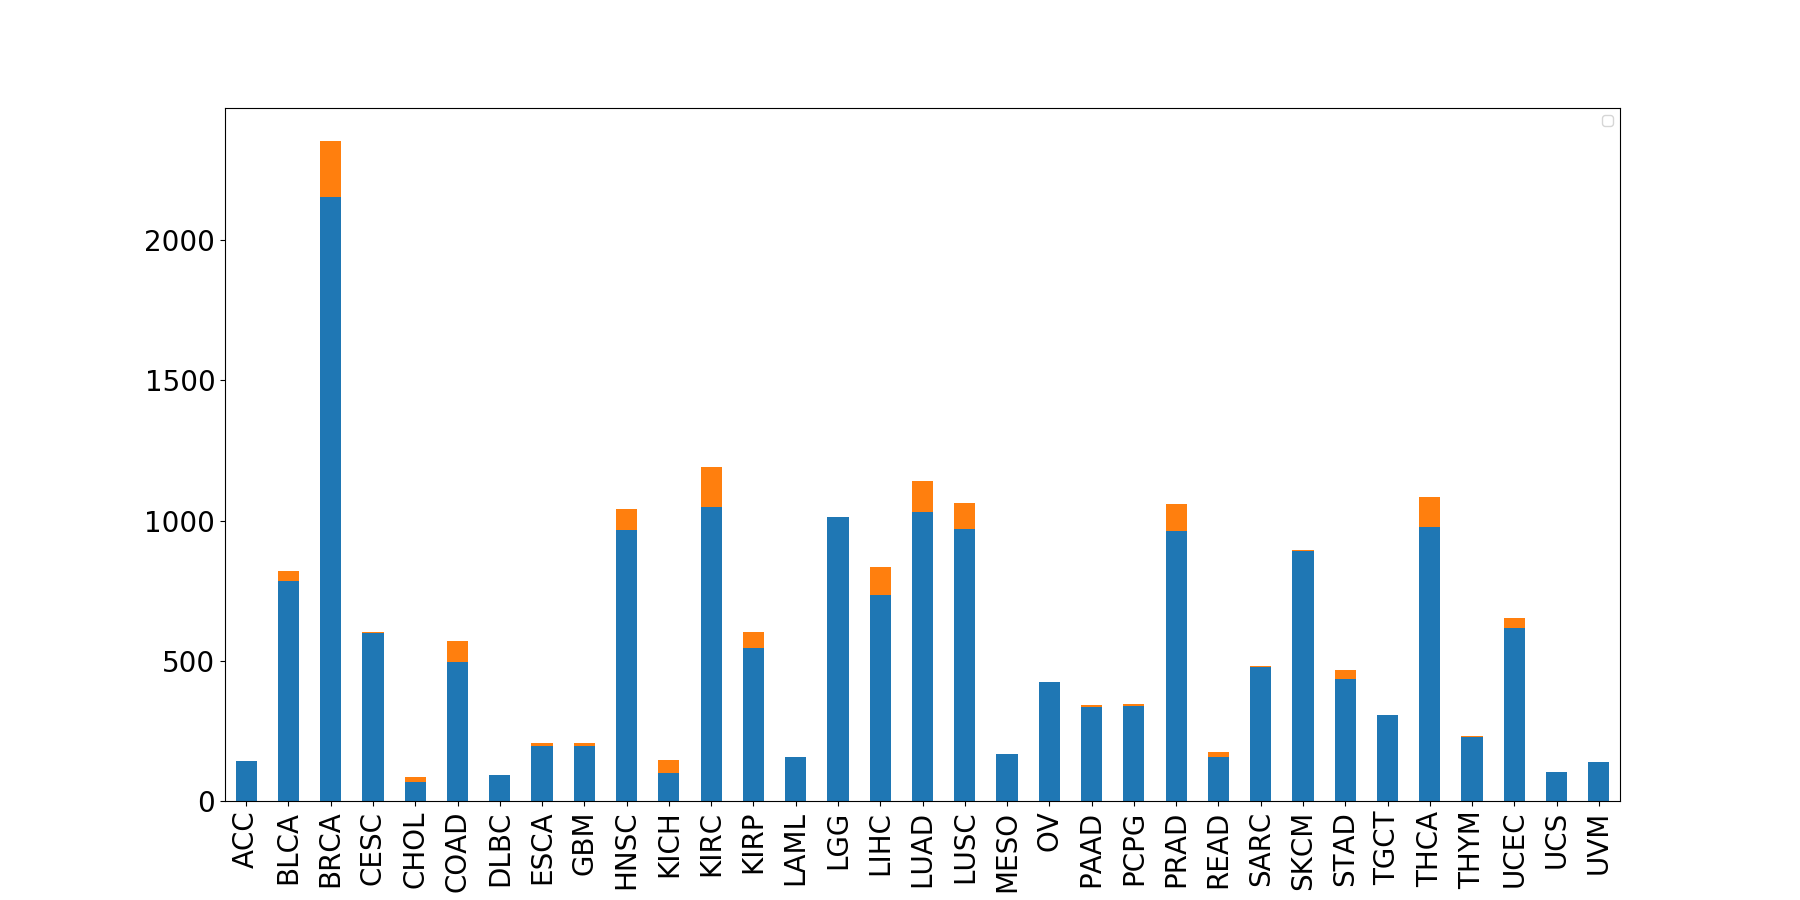 2000
1500
1000
500
0
ACC
BLCA
BRCA
CESC
CHOL
COAD
DLBC
ESCA
GBM
HNSC
KICH
KIRC
KIRP
LAML
LGG
LIHC
LUAD
LUSC
MESO
OV
PAAD
PCPG
PRAD
READ
SARC
SKCM
STAD
TGCT
THCA
THYM
UCEC
UCS
UVM